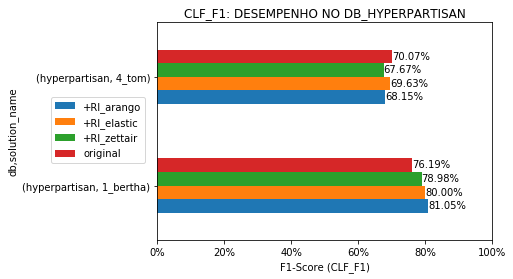 CLF_F1: DESEMPENHO NO DB_HYPERPARTISAN
db,solution_name
(hyperpartisan, 4_tom)
70.07%
67.67%
69.63%
68.15%
+RI_arango
+RI_elastic
+RI_zettair
original
(hyperpartisan, 1_bertha)
76.19%
78.98%
80.00%
81.05%
0% 20% 40% 60% 80% 100%
F1-Score (CLF_F1)